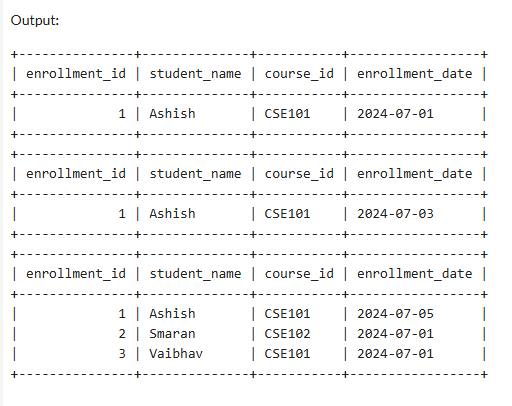 Output:
+---------------+--------------+-----------+-----------------+
| enrollment_id | student_name | course_id | enrollment_date |
+---------------+--------------+-----------+-----------------+
|             1 | Ashish       | CSE101    | 2024-07-01      |
+---------------+--------------+-----------+-----------------+
+---------------+--------------+-----------+-----------------+
| enrollment_id | student_name | course_id | enrollment_date |
+---------------+--------------+-----------+-----------------+
|             1 | Ashish       | CSE101    | 2024-07-03      |
+---------------+--------------+-----------+-----------------+
+---------------+--------------+-----------+-----------------+
| enrollment_id | student_name | course_id | enrollment_date |
+---------------+--------------+-----------+-----------------+
|             1 | Ashish       | CSE101    | 2024-07-05      |
|             2 | Smaran       | CSE102    | 2024-07-01      |
|             3 | Vaibhav      | CSE101    | 2024-07-01      |
+---------------+--------------+-----------+-----------------+